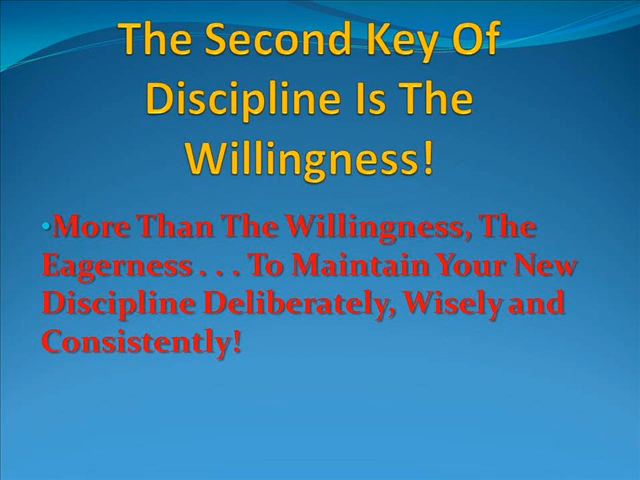 The Second Key Of
Discipline Is The
Willingness!
•More Than The Willingness, The
Eagerness . . . To Maintain Your New
Discipline Deliberately, Wisely and
Consistently!